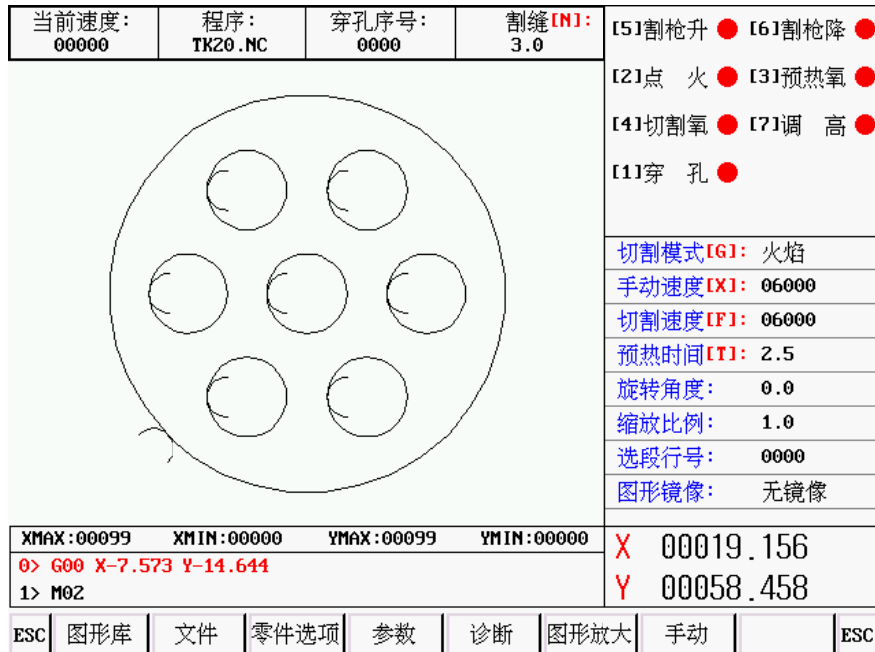 当前速度: 程序: 穿孔序号: 割缝[N]:
00000 TK20.NC 0000 3.0
[5]割枪升 [6]割枪降
[2]点 火 [3]预热氧
[4]切割氧 [7]调 高
[1]穿 孔
切割模式[G]: 火焰
手动速度[X]: 06000
切割速度[F]: 06000
预热时间[T]: 2.5
旋转角度: 0.0
缩放比例: 1.0
选段行号: 0000
图形镜像: 无镜像
XMAX:00099 XMIN:00000 YMAX:00099 YMIN:00000
0> G00 X-7.573 Y-14.644
1> M02
X 00019.156
Y 00058.458
ESC 图形库 文件 零件选项 参数 诊断 图形放大 手动 ESC